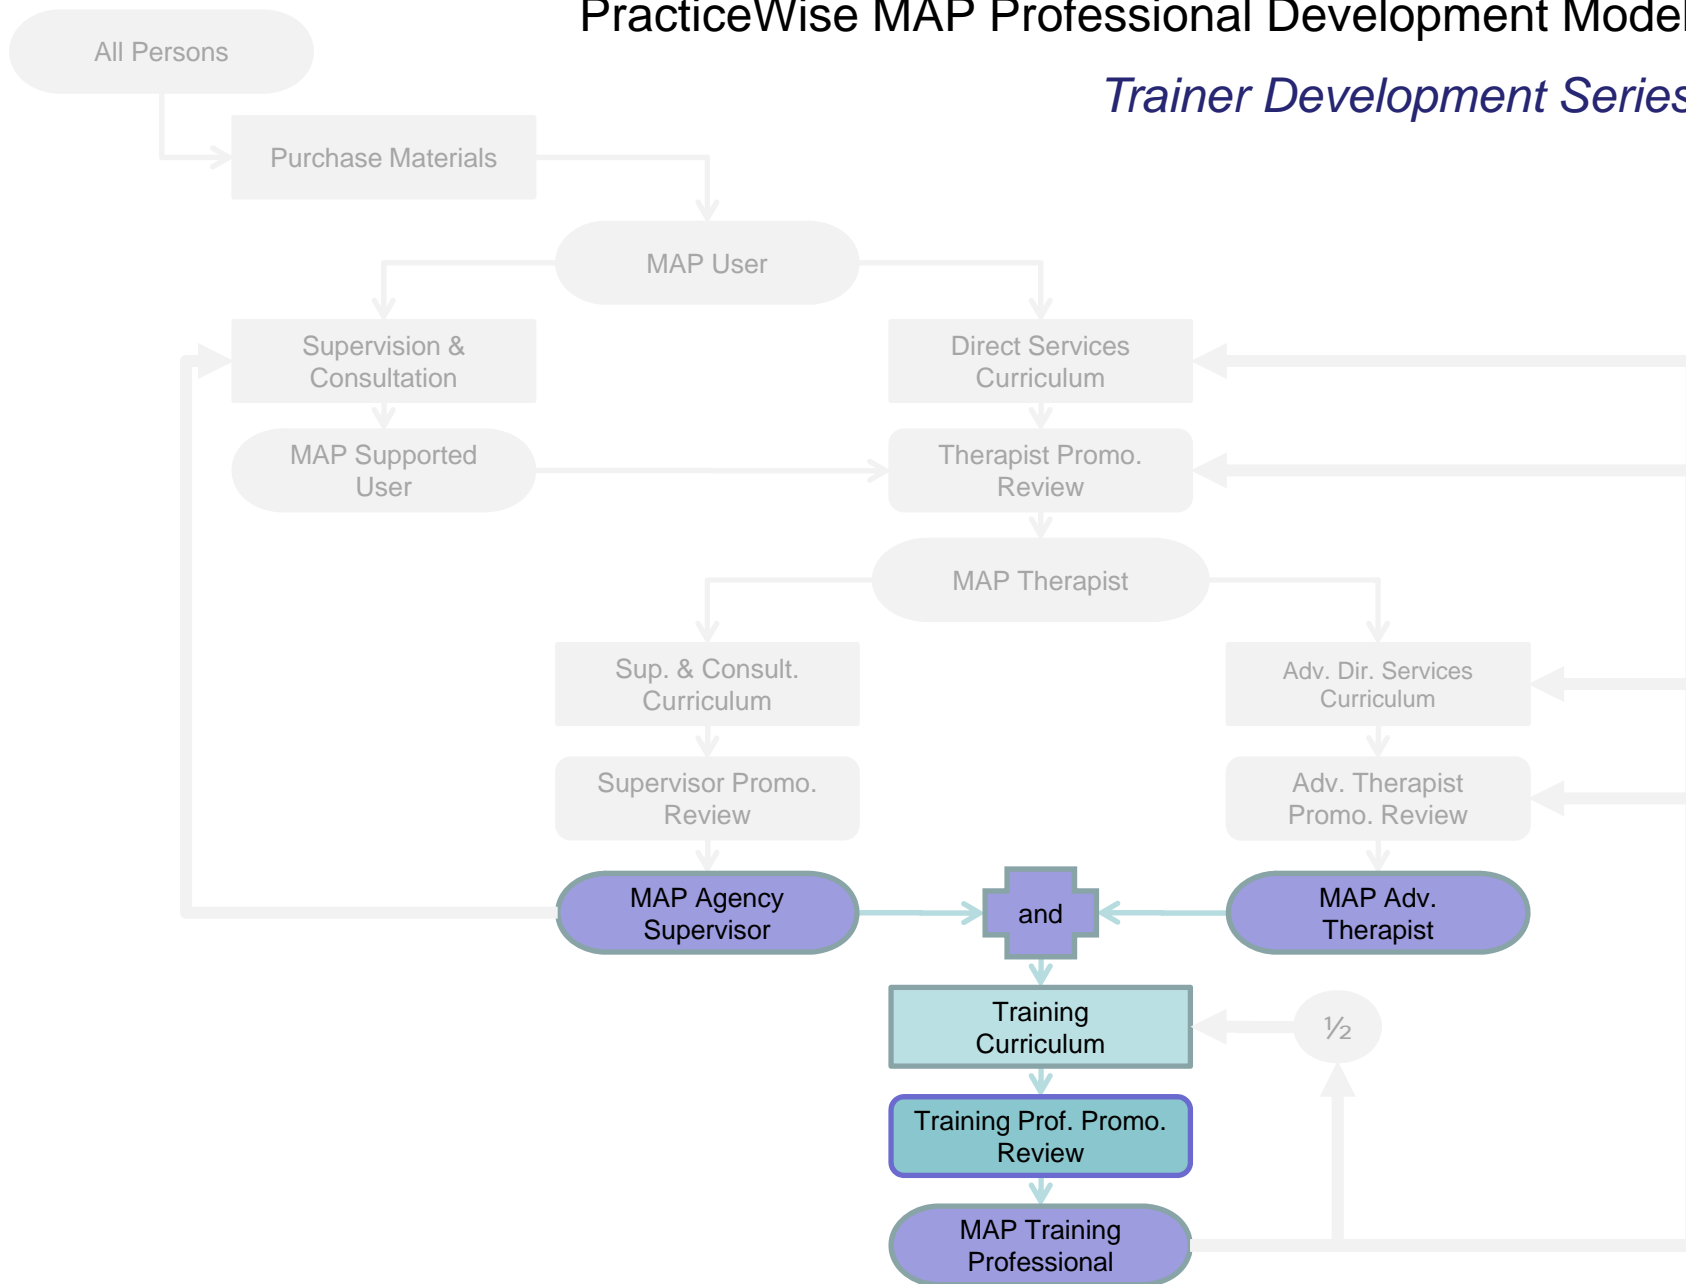 PracticeWise MAP Professional Development Model
Trainer Development Series
All Persons
Purchase Materials
MAP User
Supervision &
Consultation
Direct Services
Curriculum
MAP Supported
User
Therapist Promo.
Review
MAP Therapist
Sup. & Consult.
Curriculum
Adv. Dir. Services
Curriculum
Supervisor Promo.
Review
Adv. Therapist
Promo. Review
MAP Agency
Supervisor
and
MAP Adv.
Therapist
Training
Curriculum
½
Training Prof. Promo.
Review
MAP Training
Professional